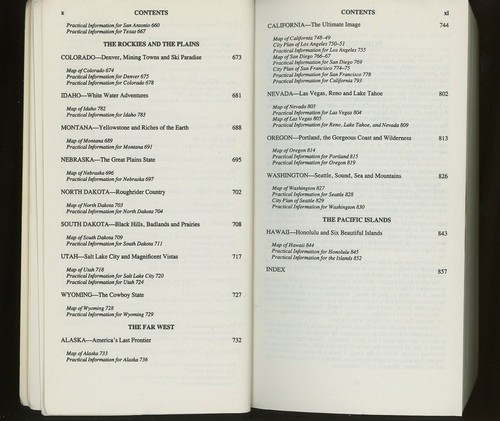 x CONTENTS
Practical Information for San Antonio 660
Practical Information for Texas 667
THE ROCKIES AND THE PLAINS
COLORADO—Denver, Mining Towns and Ski Paradise 673
Map of Colorado 674
Practical Information for Denver 675
Practical Information for Colorado 678
IDAHO—White Water Adventures 681
Map of Idaho 782
Practical Information for Idaho 783
MONTANA—Yellowstone and Riches of the Earth 688
Map of Montana 689
Practical Information for Montana 691
NEBRASKA—The Great Plains State 695
Map of Nebraska 696
Practical Information for Nebraska 697
NORTH DAKOTA—Roughrider Country 702
Map of North Dakota 703
Practical Information for North Dakota 704
SOUTH DAKOTA—Black Hills, Badlands and Prairies 708
Map of South Dakota 709
Practical Information for South Dakota 711
UTAH—Salt Lake City and Magnificent Vistas 717
Map of Utah 718
Practical Information for Salt Lake City 720
Practical Information for Utah 724
WYOMING—The Cowboy State 727
Map of Wyoming 728
Practical Information for Wyoming 729
THE FAR WEST
ALASKA—America's Last Frontier 732
Map of Alaska 733
Practical Information for Alaska 736
CONTENTS xi
CALIFORNIA—The Ultimate Image 744
Map of California 748–49
City Plan of Los Angeles 750–51
Practical Information for Los Angeles 755
Map of San Diego 766–67
Practical Information for San Diego 769
City Plan of San Francisco 774–75
Practical Information for San Francisco 778
Practical Information for California 793
NEVADA—Las Vegas, Reno and Lake Tahoe 802
Map of Nevada 803
Practical Information for Las Vegas 804
Map of Las Vegas 805
Practical Information for Reno, Lake Tahoe, and Nevada 809
OREGON—Portland, the Gorgeous Coast and Wilderness 813
Map of Oregon 814
Practical Information for Portland 815
Practical Information for Oregon 819
WASHINGTON—Seattle, Sound, Sea and Mountains 826
Map of Washington 827
Practical Information for Seattle 828
City Plan of Seattle 829
Practical Information for Washington 830
THE PACIFIC ISLANDS
HAWAII—Honolulu and Six Beautiful Islands 843
Map of Hawaii 844
Practical Information for Honolulu 845
Practical Information for the Islands 852
INDEX 857